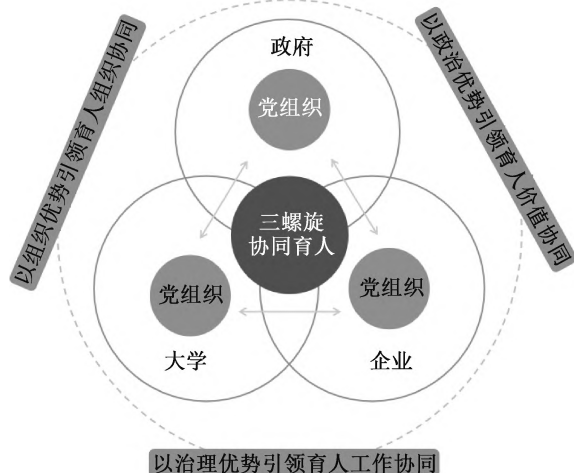 政府
党组织
以组织优势引领育人组织协同
以政治优势引领育人价值协同
三螺旋
协同育人
党组织
党组织
大学
企业
以治理优势引领育人工作协同